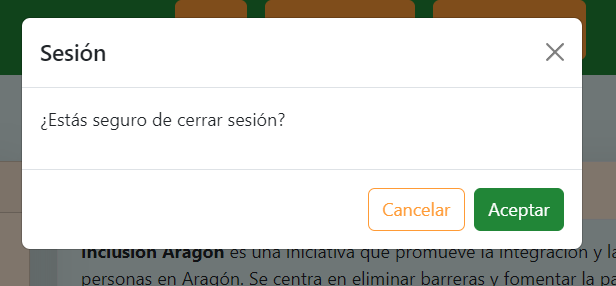 Sesión
¿Estás seguro de cerrar sesión?
Cancelar
Aceptar
Inclusión Aragón es una iniciativa que promueve la integración y la
personas en Aragón. Se centra en eliminar barreras y fomentar la pa